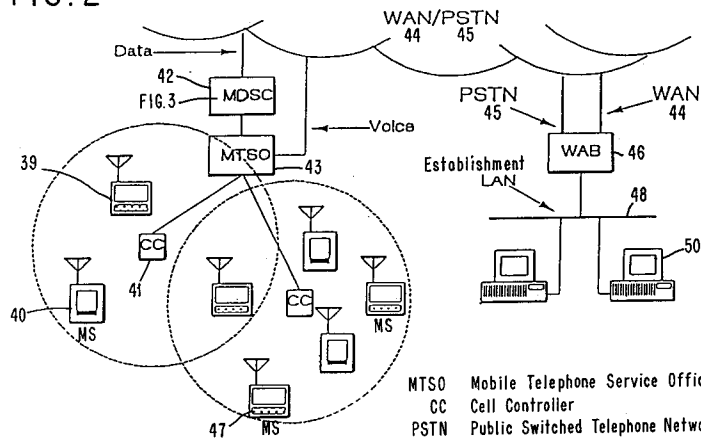 FIG. 2
WAN/PSTN
44 45
Data
42
MDSC
FIG.3
PSTN
45
WAN
44
Voice
MTSO
43
WAB
46
39
Establishment
LAN
48
CC
41
50
40
MS
CC
MS
47
MS
MTSO Mobile Telephone Service
CC Cell Controller
PSTN Public Switched Telephone